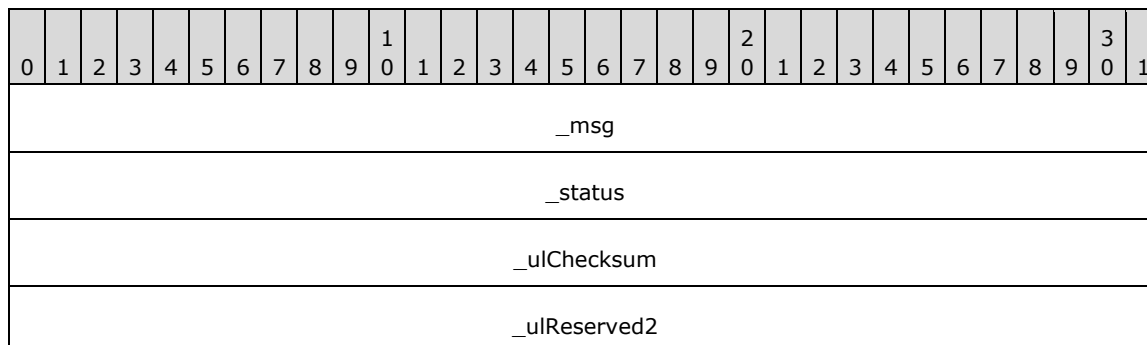 1 2 3
0 1 2 3 4 5 6 7 8 9 0 1 2 3 4 5 6 7 8 9 0 1 2 3 4 5 6 7 8 9 0 1
_msg
_status
_ulChecksum
_ulReserved2